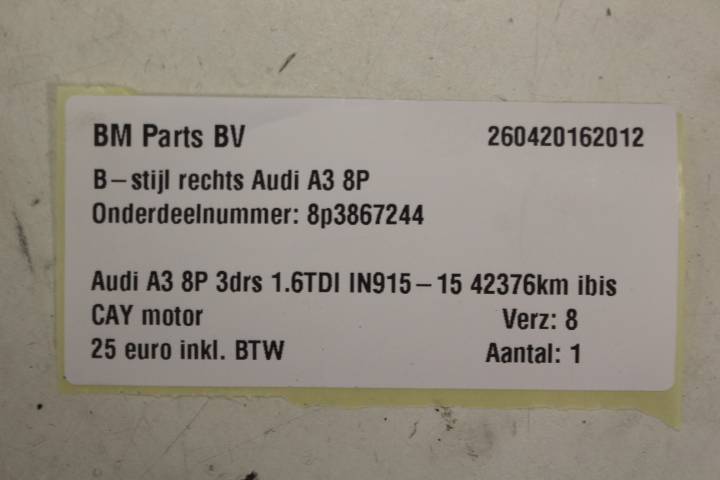 BM Parts BV 260420162012
B-stijl rechts Audi A3 8P
Onderdeelnummer: 8p3867244
Audi A3 8P 3drs 1.6TDI IN915-15 42376km ibis
CAY motor Verz: 8
25 euro inkl. BTW Aantal: 1